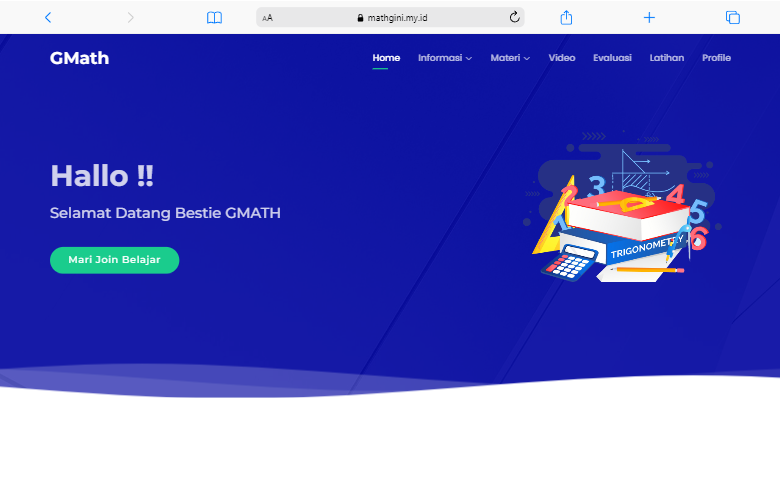 AA mathgini.my.id
GMath
Home Informasi Materi Video Evaluasi Latihan Profile
Hallo !!
Selamat Datang Bestie GMATH
Mari Join Belajar
2 3 4 5 6
1
TRIGONOMETRY